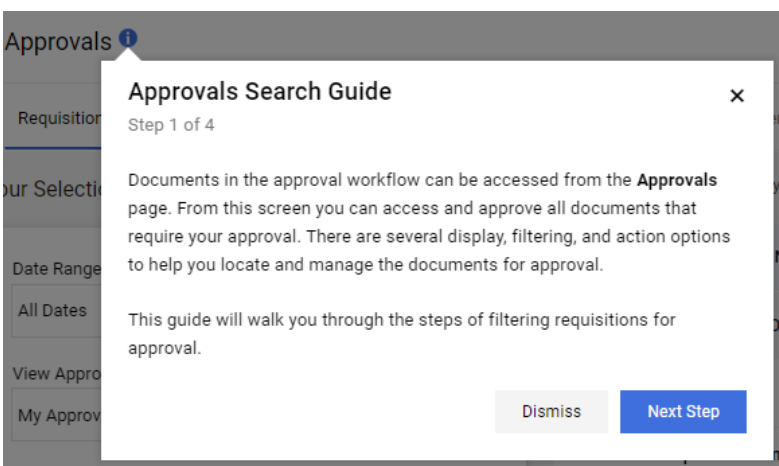 Approvals
Approvals Search Guide
Step 1 of 4
Requisition
Documents in the approval workflow can be accessed from the Approvals
page. From this screen you can access and approve all documents that
require your approval. There are several display, filtering, and action options
to help you locate and manage the documents for approval.
This guide will walk you through the steps of filtering requisitions for
approval.
our Selecti
Date Range
All Dates
View Appro
My Approv
Dismiss
Next Step